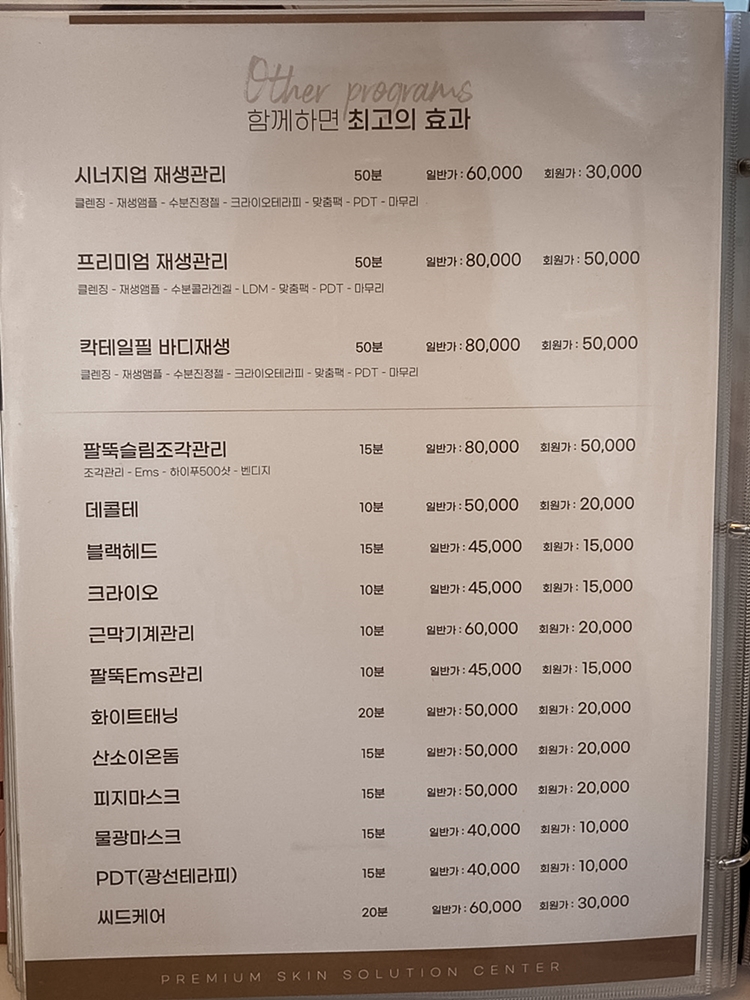 Other programs
함께하면 최고의 효과
시너지업 재생관리 50분 일반가 : 60,000 회원가 : 30,000
클렌징 - 재생앰플 - 수분진정젤 - 크라이오테라피 - 맞춤팩 - PDT - 마무리
프리미엄 재생관리 50분 일반가 : 80,000 회원가 : 50,000
클렌징 - 재생앰플 - 수분콜라겐겔 - LDM - 맞춤팩 - PDT - 마무리
칵테일필 바디재생 50분 일반가 : 80,000 회원가 : 50,000
클렌징 - 재생앰플 - 수분진정젤 - 크라이오테라피 - 맞춤팩 - PDT - 마무리
팔뚝슬림조각관리 15분 일반가 : 80,000 회원가 : 50,000
조각관리 - Ems - 하이푸500샷 - 벤디지
데콜테 10분 일반가 : 50,000 회원가 : 20,000
블랙헤드 15분 일반가 : 45,000 회원가 : 15,000
크라이오 10분 일반가 : 45,000 회원가 : 15,000
근막기계관리 10분 일반가 : 60,000 회원가 : 20,000
팔뚝Ems관리 10분 일반가 : 45,000 회원가 : 15,000
화이트태닝 20분 일반가 : 50,000 회원가 : 20,000
산소이온돔 15분 일반가 : 50,000 회원가 : 20,000
피지마스크 15분 일반가 : 50,000 회원가 : 20,000
물광마스크 15분 일반가 : 40,000 회원가 : 10,000
PDT(광선테라피) 15분 일반가 : 40,000 회원가 : 10,000
씨드케어 20분 일반가 : 60,000 회원가 : 30,000
PREMIUM SKIN SOLUTION CENTER